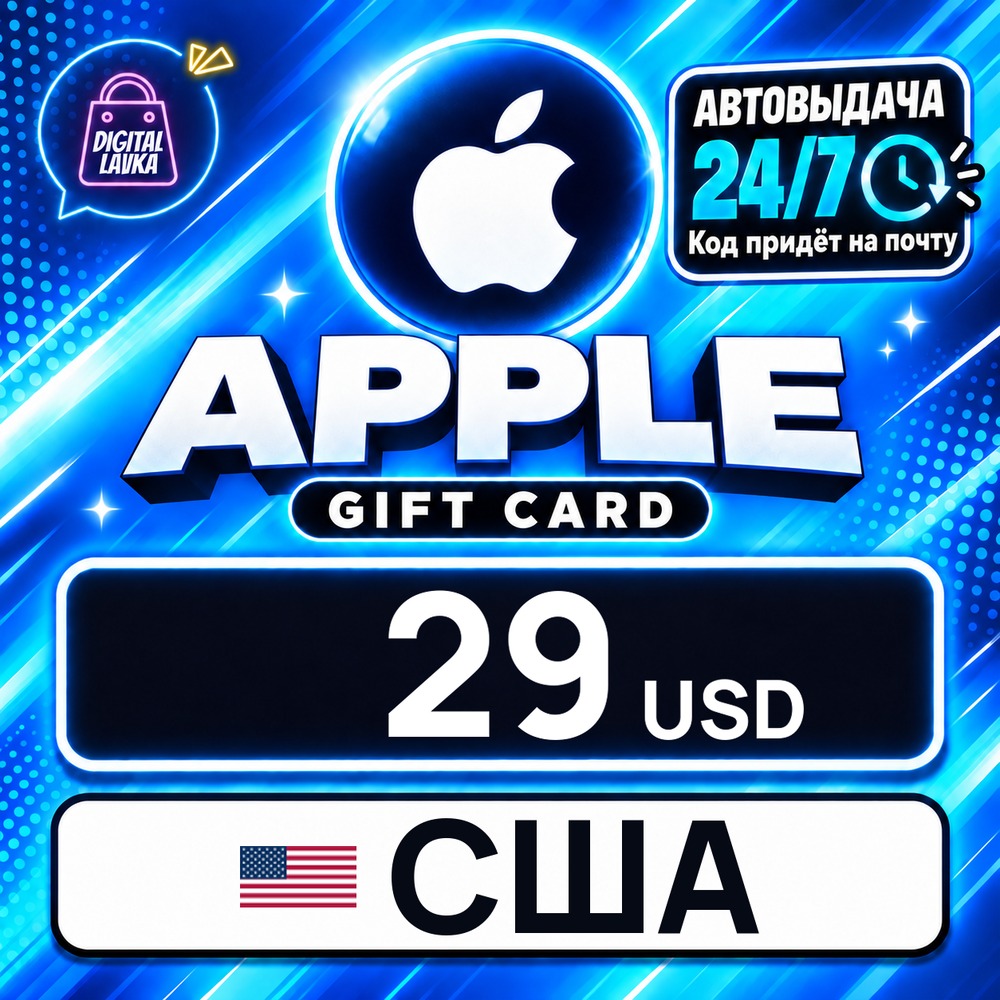 DIGITAL
LAVKA
АВТОВЫДАЧА
24/7
Код придёт на почту
APPLE
GIFT CARD
29 USD
США